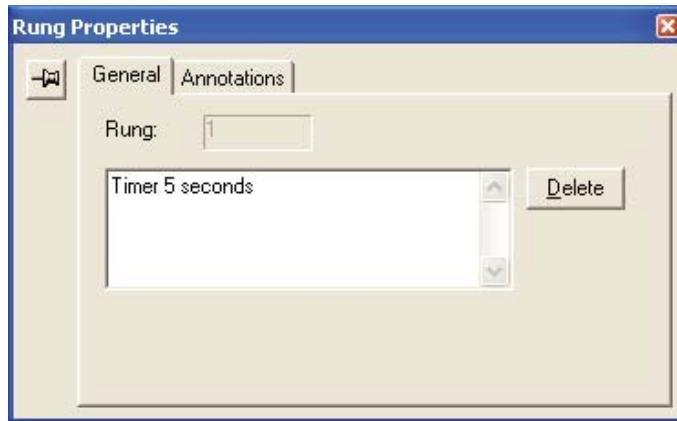 Rung Properties
General Annotations
Rung: 1
Timer 5 seconds
Delete